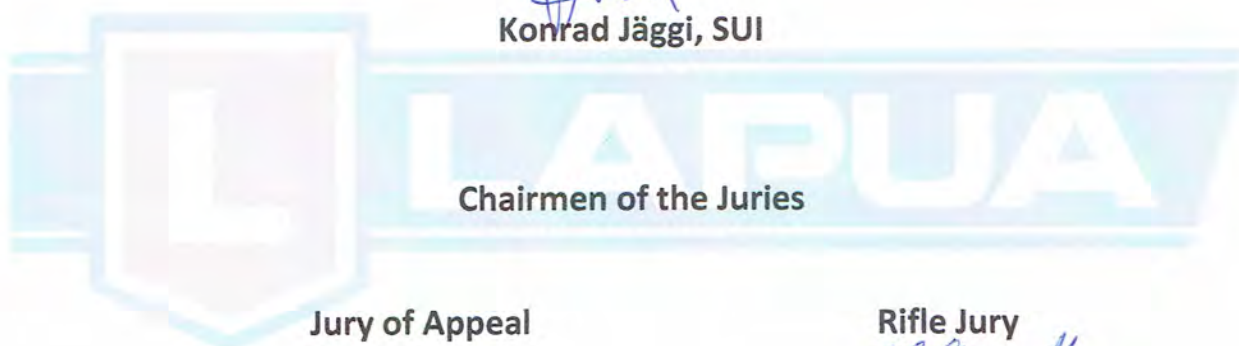 Konrad Jäggi, SUI
L LAPUA
Chairmen of the Juries
Jury of Appeal Rifle Jury